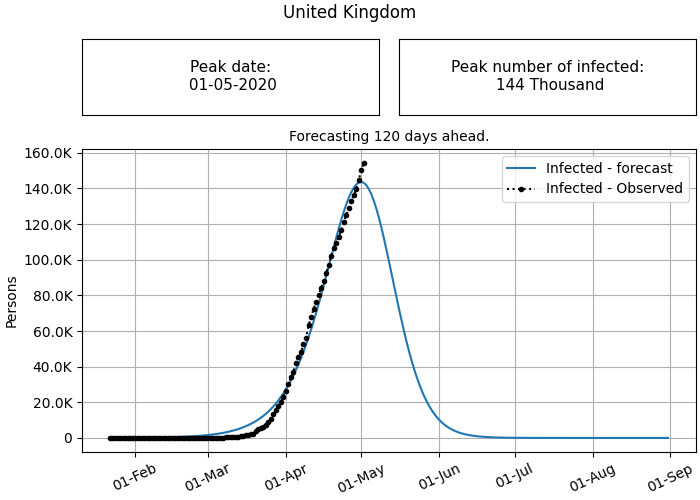 United Kingdom
Peak date:
01-05-2020
Peak number of infected:
144 Thousand
Forecasting 120 days ahead.
160.0K
140.0K
120.0K
100.0K
80.0K
60.0K
40.0K
20.0K
0
Persons
Infected - forecast
Infected - Observed
01-Feb
01-Mar
01-Apr
01-May
01-Jun
01-Jul
01-Aug
01-Sep